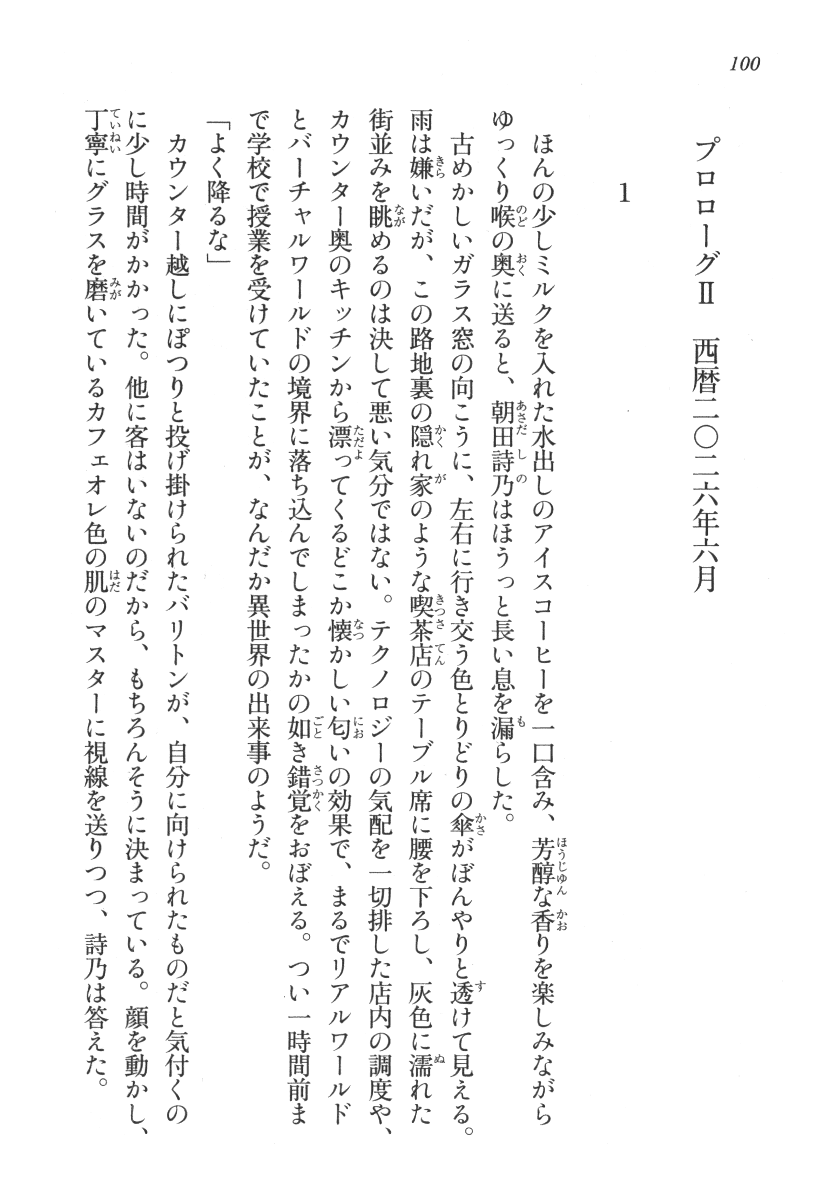 100
プロローグⅡ 西暦二〇二六年六月
1
ほんの少しミルクを入れた水出しのアイスコーヒーを一口含み、芳醇な香りを楽しみながら
ゆっくり喉の奥に送ると、朝田詩乃はほうっと長い息を漏らした。
古めかしいガラス窓の向こうに、左右に行き交う色とりどりの傘がぼんやりと透けて見える。
雨は嫌いだが、この路地裏の隠れ家のような喫茶店のテーブル席に腰を下ろし、灰色に濡れた
街並みを眺めるのは決して悪い気分ではない。テクノロジーの気配を一切排した店内の調度や、
カウンター奥のキッチンから漂ってくるどこか懐かしい匂いの効果で、まるでリアルワールド
とバーチャルワールドの境界に落ち込んでしまったかの如き錯覚をおぼえる。つい一時間前ま
で学校で授業を受けていたことが、なんだか異世界の出来事のようだ。
「よく降るな」
カウンター越しにぽつりと投げ掛けられたバリトンが、自分に向けられたものだと気付くの
に少し時間がかかった。他に客はいないのだから、もちろんそうに決まっている。顔を動かし、
丁寧にグラスを磨いているカフェオレ色の肌のマスターに視線を送りつつ、詩乃は答えた。